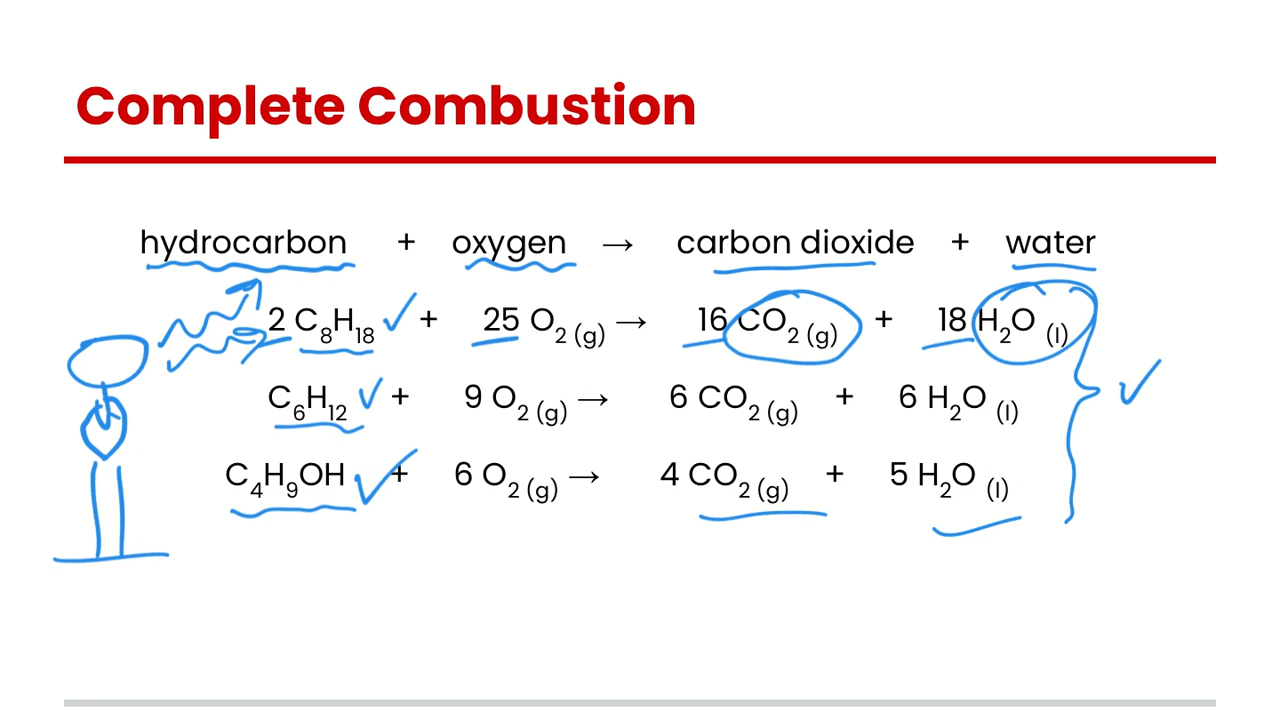 Complete Combustion
hydrocarbon + oxygen → carbon dioxide + water
2 C₈H₁₈ + 25 O₂ (g) → 16 CO₂ (g) + 18 H₂O (l)
C₆H₁₂ + 9 O₂ (g) → 6 CO₂ (g) + 6 H₂O (l)
C₄H₉OH + 6 O₂ (g) → 4 CO₂ (g) + 5 H₂O (l)